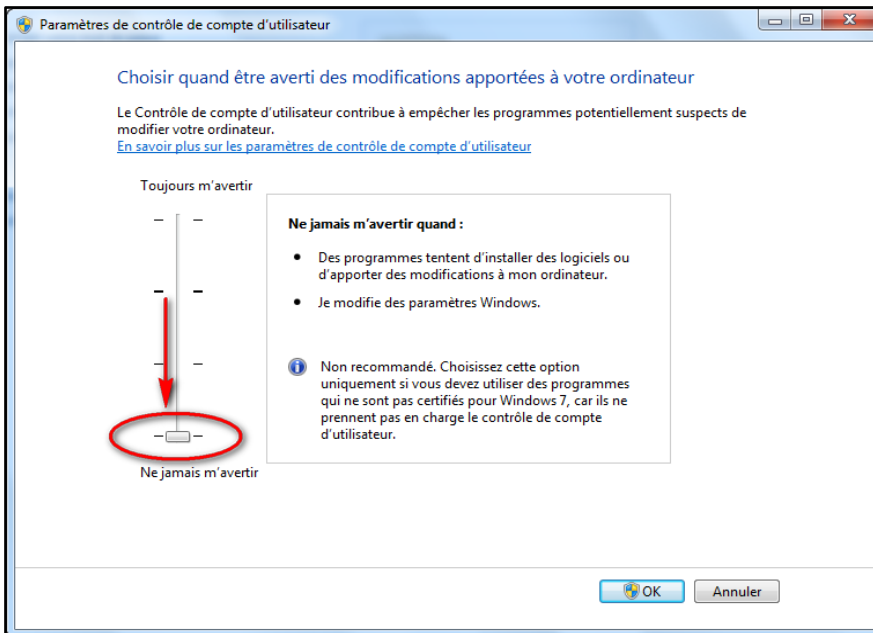 Paramètres de contrôle de compte d'utilisateur
Choisir quand être averti des modifications apportées à votre ordinateur
Le Contrôle de compte d'utilisateur contribue à empêcher les programmes potentiellement suspects de
modifier votre ordinateur.
En savoir plus sur les paramètres de contrôle de compte d'utilisateur
Toujours m'avertir
Ne jamais m'avertir quand :
• Des programmes tentent d'installer des logiciels ou
d'apporter des modifications à mon ordinateur.
• Je modifie des paramètres Windows.
Non recommandé. Choisissez cette option
uniquement si vous devez utiliser des programmes
qui ne sont pas certifiés pour Windows 7, car ils ne
prennent pas en charge le contrôle de compte
d'utilisateur.
Ne jamais m'avertir
OK
Annuler